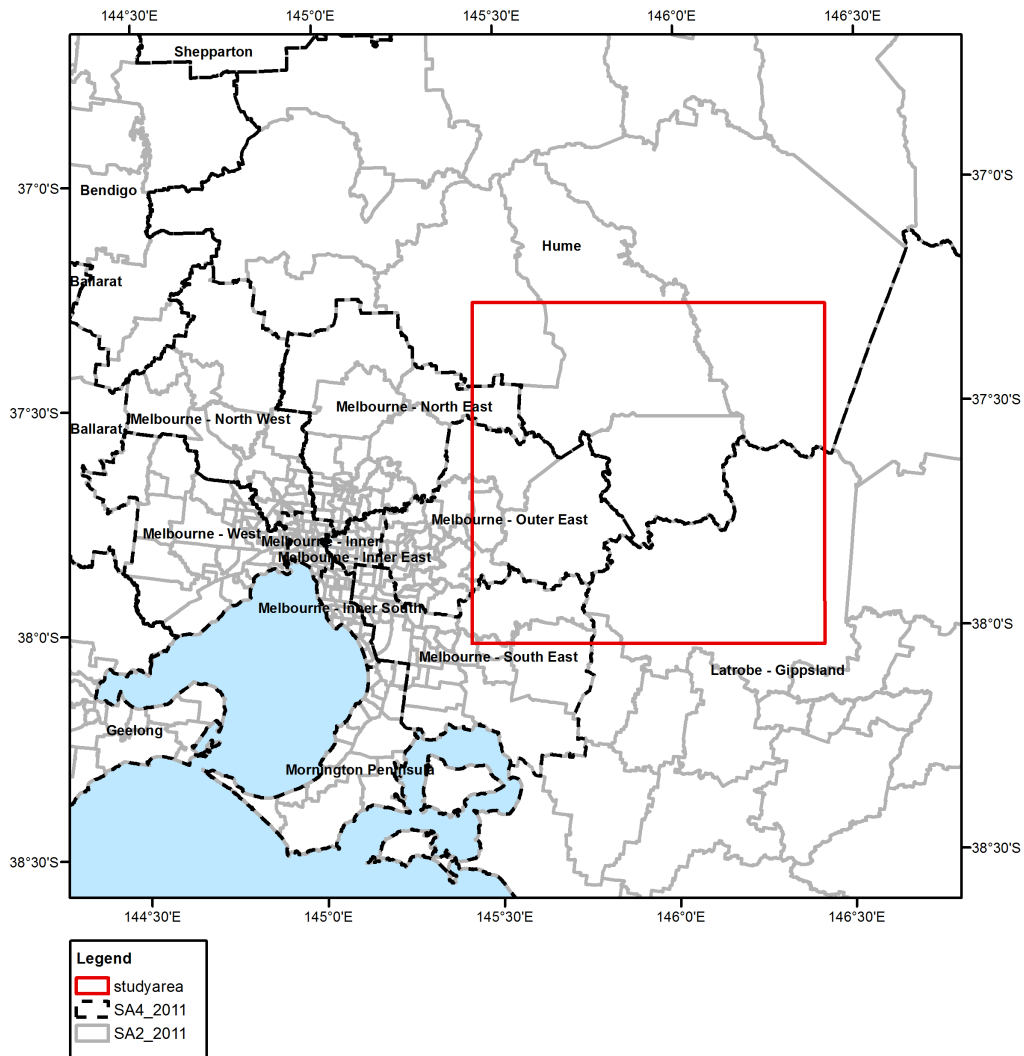 144°30'E 145°0'E 145°30'E 146°0'E 146°30'E
Shepparton
37°0'S
37°0'S
Bendigo
Hume
Ballarat
37°30'S
37°30'S
Melbourne - North East
Melbourne - North West
Ballarat
Melbourne - Outer East
Melbourne - West
Melbourne - Inner
Melbourne - Inner East
Melbourne - Inner South
38°0'S
38°0'S
Melbourne - South East
Latrobe - Gippsland
Geelong
Mornington Peninsula
38°30'S
38°30'S
144°30'E 145°0'E 145°30'E 146°0'E 146°30'E
Legend
studyarea
SA4_2011
SA2_2011